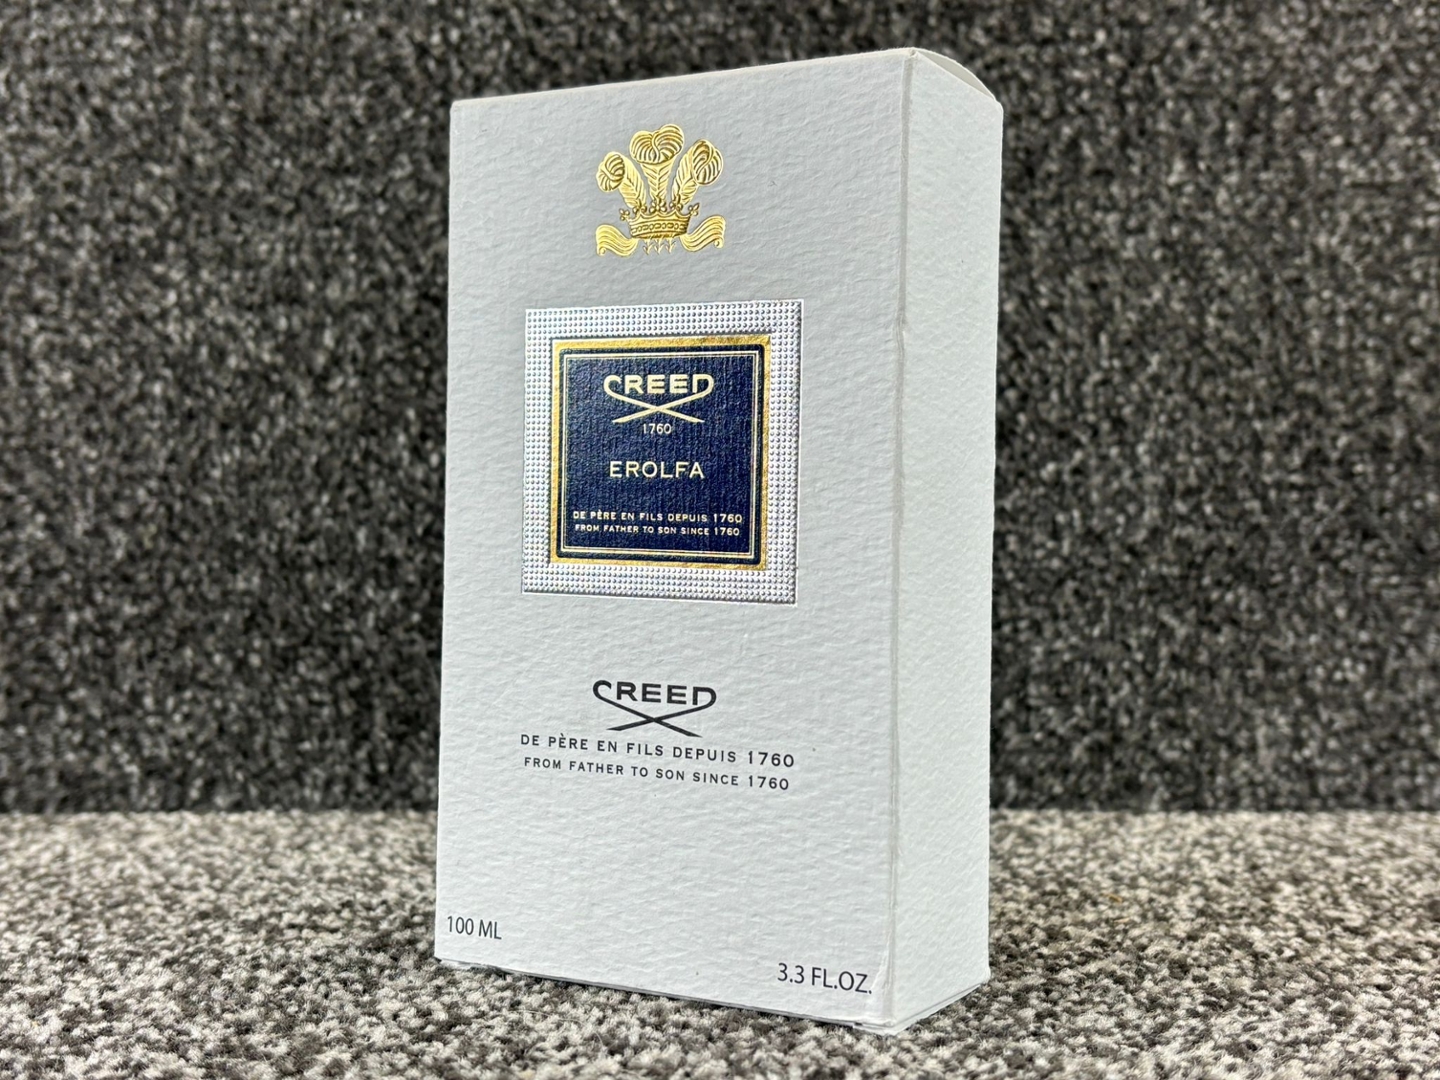 CREED
1760
EROLFA
DE PÈRE EN FILS DEPUIS 1760
FROM FATHER TO SON SINCE 1760
CREED
DE PÈRE EN FILS DEPUIS 1760
FROM FATHER TO SON SINCE 1760
100 ML
3.3 FL.OZ.